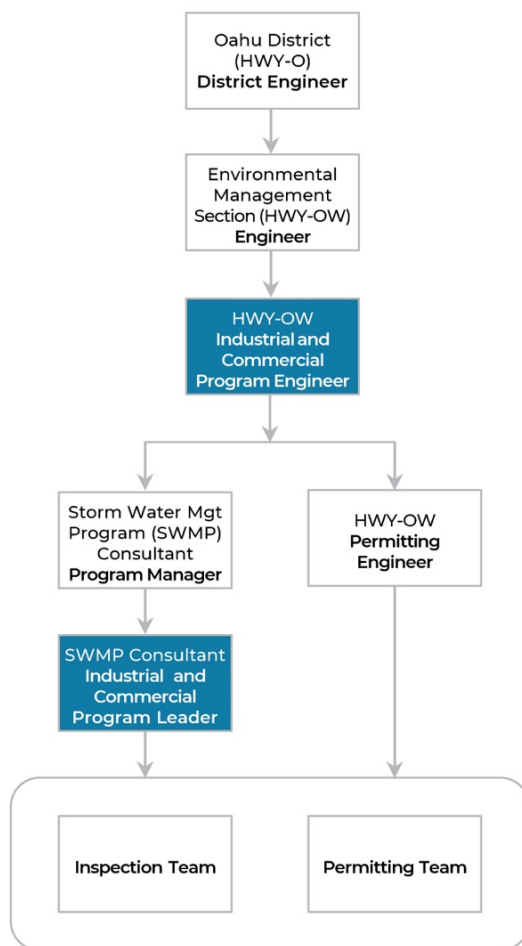 Oahu District
(HWY-O)
District Engineer
Environmental
Management
Section (HWY-OW)
Engineer
HWY-OW
Industrial and
Commercial
Program Engineer
Storm Water Mgt
Program (SWMP)
Consultant
Program Manager
HWY-OW
Permitting
Engineer
SWMP Consultant
Industrial and
Commercial
Program Leader
Inspection Team
Permitting Team